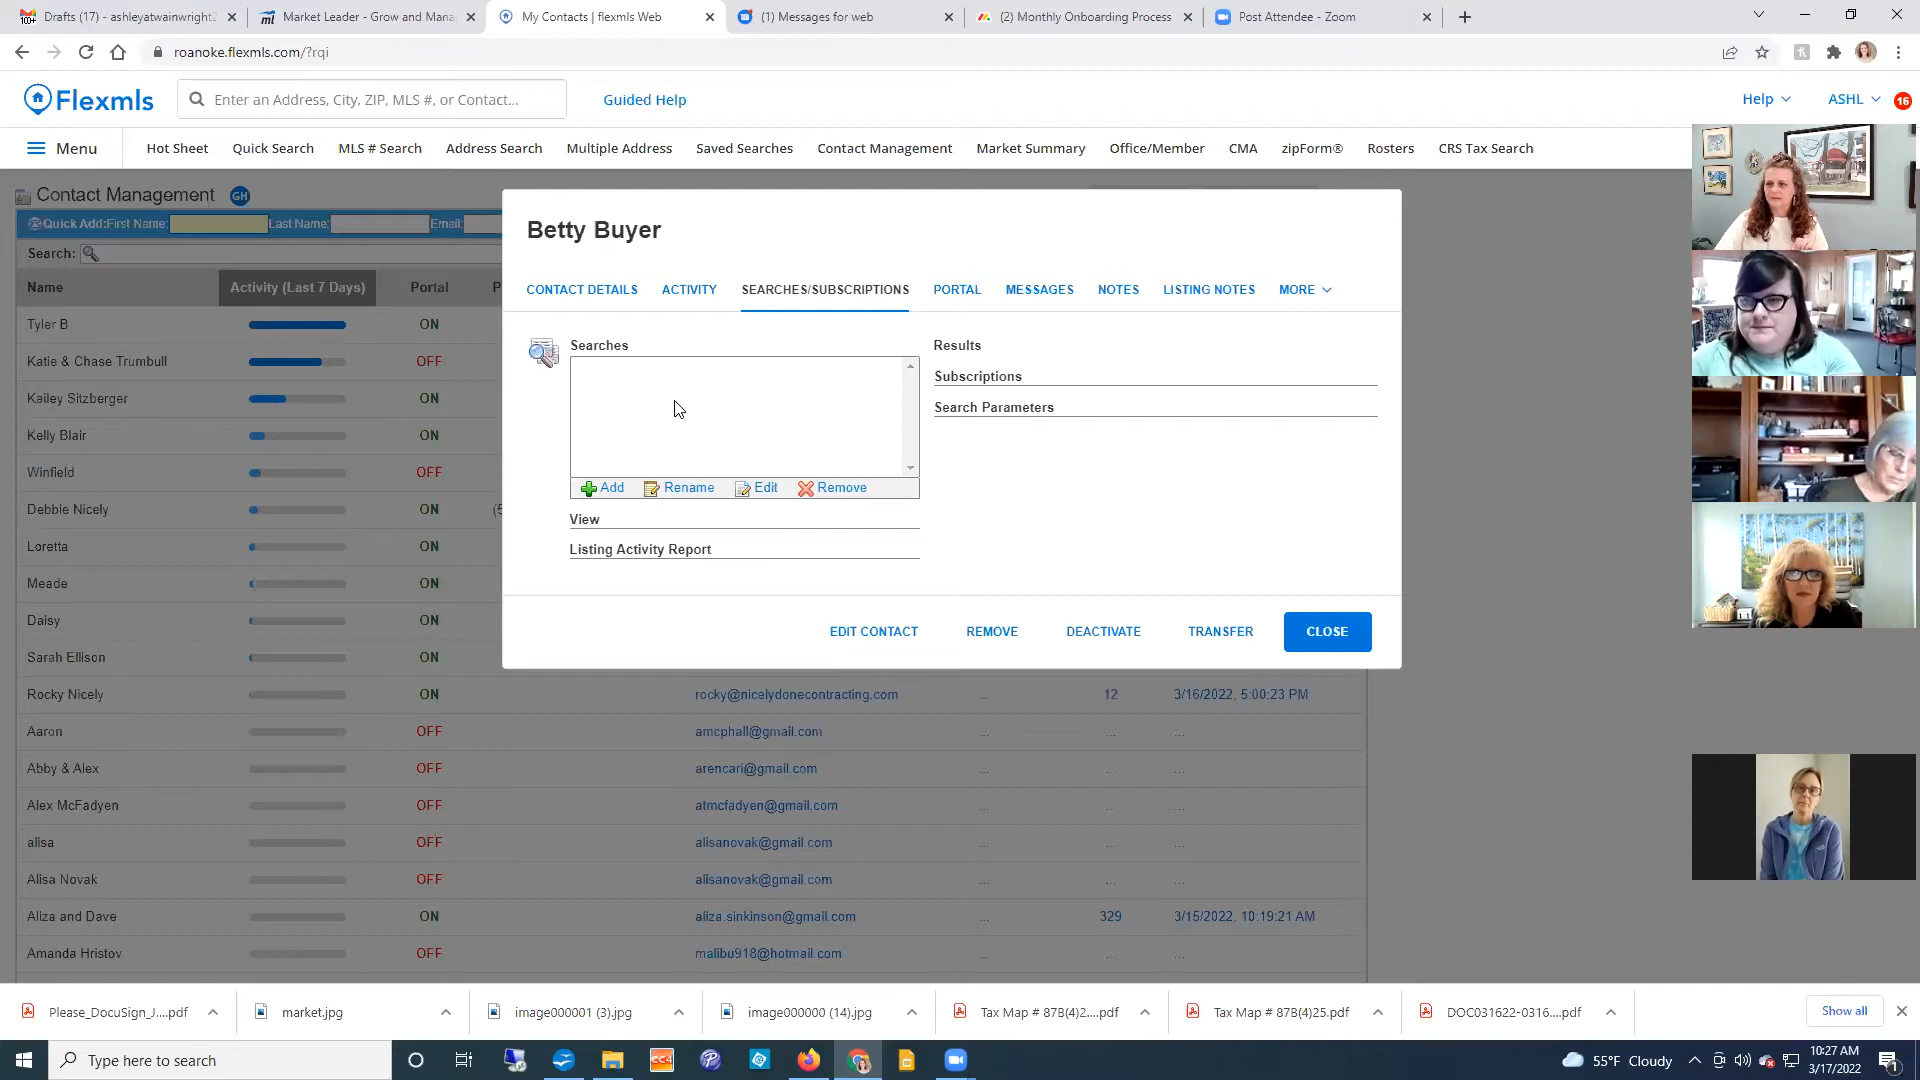 Drafts (17) - ashleyatwainwright
Market Leader - Grow and Mana
My Contacts | flexmls Web
(1) Messages for web
(2) Monthly Onboarding Process
Post Attendee - Zoom
roanoke.flexmls.com/?rqi
Flexmls
Enter an Address, City, ZIP, MLS #, or Contact...
Guided Help
Help
ASHL
16
Menu
Hot Sheet
Quick Search
MLS # Search
Address Search
Multiple Address
Saved Searches
Contact Management
Market Summary
Office/Member
CMA
zipForm®
Rosters
CRS Tax Search
Contact Management
GH
Quick Add:First Name:
Last Name:
Email:
Search:
Name
Activity (Last 7 Days)
Portal
P
Tyler B
ON
Katie & Chase Trumbull
OFF
Kailey Sitzberger
ON
Kelly Blair
ON
Winfield
OFF
Debbie Nicely
ON
(5
Loretta
ON
Meade
ON
Daisy
ON
Sarah Ellison
ON
Rocky Nicely
ON
rocky@nicelydonecontracting.com
...
12
3/16/2022, 5:00:23 PM
Aaron
OFF
amcphall@gmail.com
...
...
...
Abby & Alex
OFF
arencari@gmail.com
...
...
...
Alex McFadyen
OFF
atmcfadyen@gmail.com
...
...
...
alisa
OFF
alisanovak@gmail.com
...
...
...
Alisa Novak
OFF
alisanovak@gmail.com
...
...
...
Aliza and Dave
ON
aliza.sinkinson@gmail.com
...
329
3/15/2022, 10:19:21 AM
Amanda Hristov
OFF
malibu918@hotmail.com
...
...
...
Betty Buyer
CONTACT DETAILS
ACTIVITY
SEARCHES/SUBSCRIPTIONS
PORTAL
MESSAGES
NOTES
LISTING NOTES
MORE
Searches
Add
Rename
Edit
Remove
View
Listing Activity Report
Results
Subscriptions
Search Parameters
EDIT CONTACT
REMOVE
DEACTIVATE
TRANSFER
CLOSE
Please_DocuSign_J....pdf
market.jpg
image000001 (3).jpg
image000000 (14).jpg
Tax Map # 87B(4)2....pdf
Tax Map # 87B(4)25.pdf
DOC031622-0316....pdf
Show all
Type here to search
CC4
55°F Cloudy
10:27 AM
3/17/2022
1